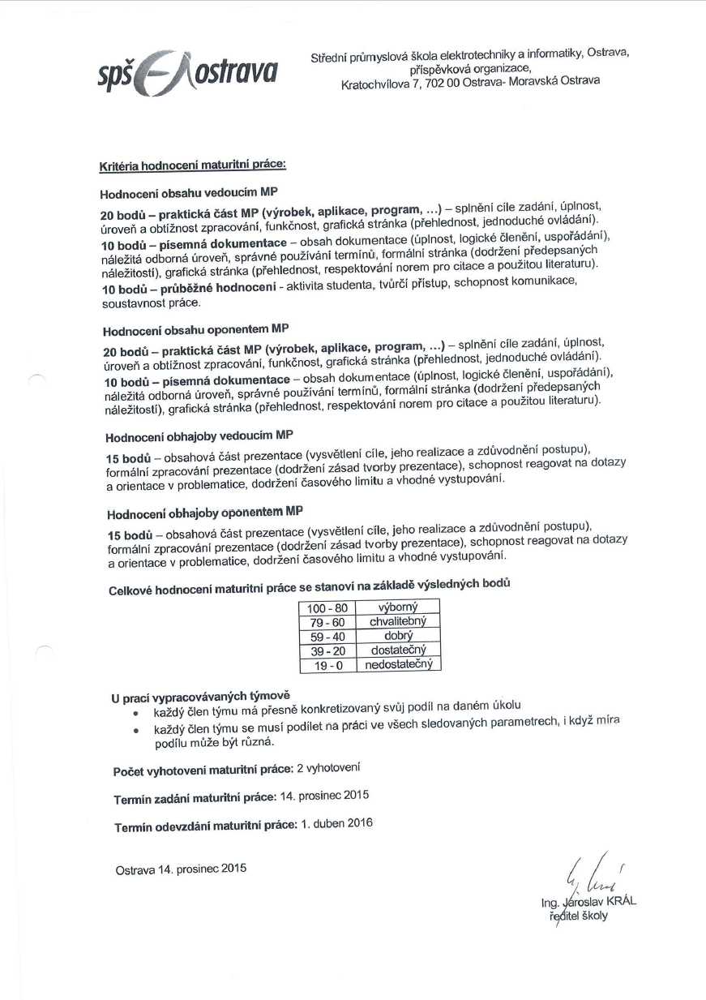 spš ostrava
Střední průmyslová škola elektrotechniky a informatiky, Ostrava,
příspěvková organizace,
Kratochvílova 7, 702 00 Ostrava- Moravská Ostrava
Kritéria hodnocení maturitní práce:
Hodnocení obsahu vedoucím MP
20 bodů – praktická část MP (výrobek, aplikace, program, ...) – splnění cíle zadání, úplnost,
úroveň a obtížnost zpracování, funkčnost, grafická stránka (přehlednost, jednoduché ovládání).
10 bodů – písemná dokumentace – obsah dokumentace (úplnost, logické členění, uspořádání),
náležitá odborná úroveň, správné používání termínů, formální stránka (dodržení předepsaných
náležitostí), grafická stránka (přehlednost, respektování norem pro citace a použitou literaturu).
10 bodů – průběžné hodnocení - aktivita studenta, tvůrčí přístup, schopnost komunikace,
soustavnost práce.
Hodnocení obsahu oponentem MP
20 bodů – praktická část MP (výrobek, aplikace, program, ...) – splnění cíle zadání, úplnost,
úroveň a obtížnost zpracování, funkčnost, grafická stránka (přehlednost, jednoduché ovládání).
10 bodů – písemná dokumentace – obsah dokumentace (úplnost, logické členění, uspořádání),
náležitá odborná úroveň, správné používání termínů, formální stránka (dodržení předepsaných
náležitostí), grafická stránka (přehlednost, respektování norem pro citace a použitou literaturu).
Hodnocení obhajoby vedoucím MP
15 bodů – obsahová část prezentace (vysvětlení cíle, jeho realizace a zdůvodnění postupu),
formální zpracování prezentace (dodržení zásad tvorby prezentace), schopnost reagovat na dotazy
a orientace v problematice, dodržení časového limitu a vhodné vystupování.
Hodnocení obhajoby oponentem MP
15 bodů – obsahová část prezentace (vysvětlení cíle, jeho realizace a zdůvodnění postupu),
formální zpracování prezentace (dodržení zásad tvorby prezentace), schopnost reagovat na dotazy
a orientace v problematice, dodržení časového limitu a vhodné vystupování.
Celkové hodnocení maturitní práce se stanoví na základě výsledných bodů
100 - 80 výborný
79 - 60 chvalitebný
59 - 40 dobrý
39 - 20 dostatečný
19 - 0 nedostatečný
U prací vypracovávaných týmově
• každý člen týmu má přesně konkretizovaný svůj podíl na daném úkolu
• každý člen týmu se musí podílet na práci ve všech sledovaných parametrech, i když míra
podílu může být různá.
Počet vyhotovení maturitní práce: 2 vyhotovení
Termín zadání maturitní práce: 14. prosinec 2015
Termín odevzdání maturitní práce: 1. duben 2016
Ostrava 14. prosinec 2015
Ing. Jaroslav KRÁL
ředitel školy